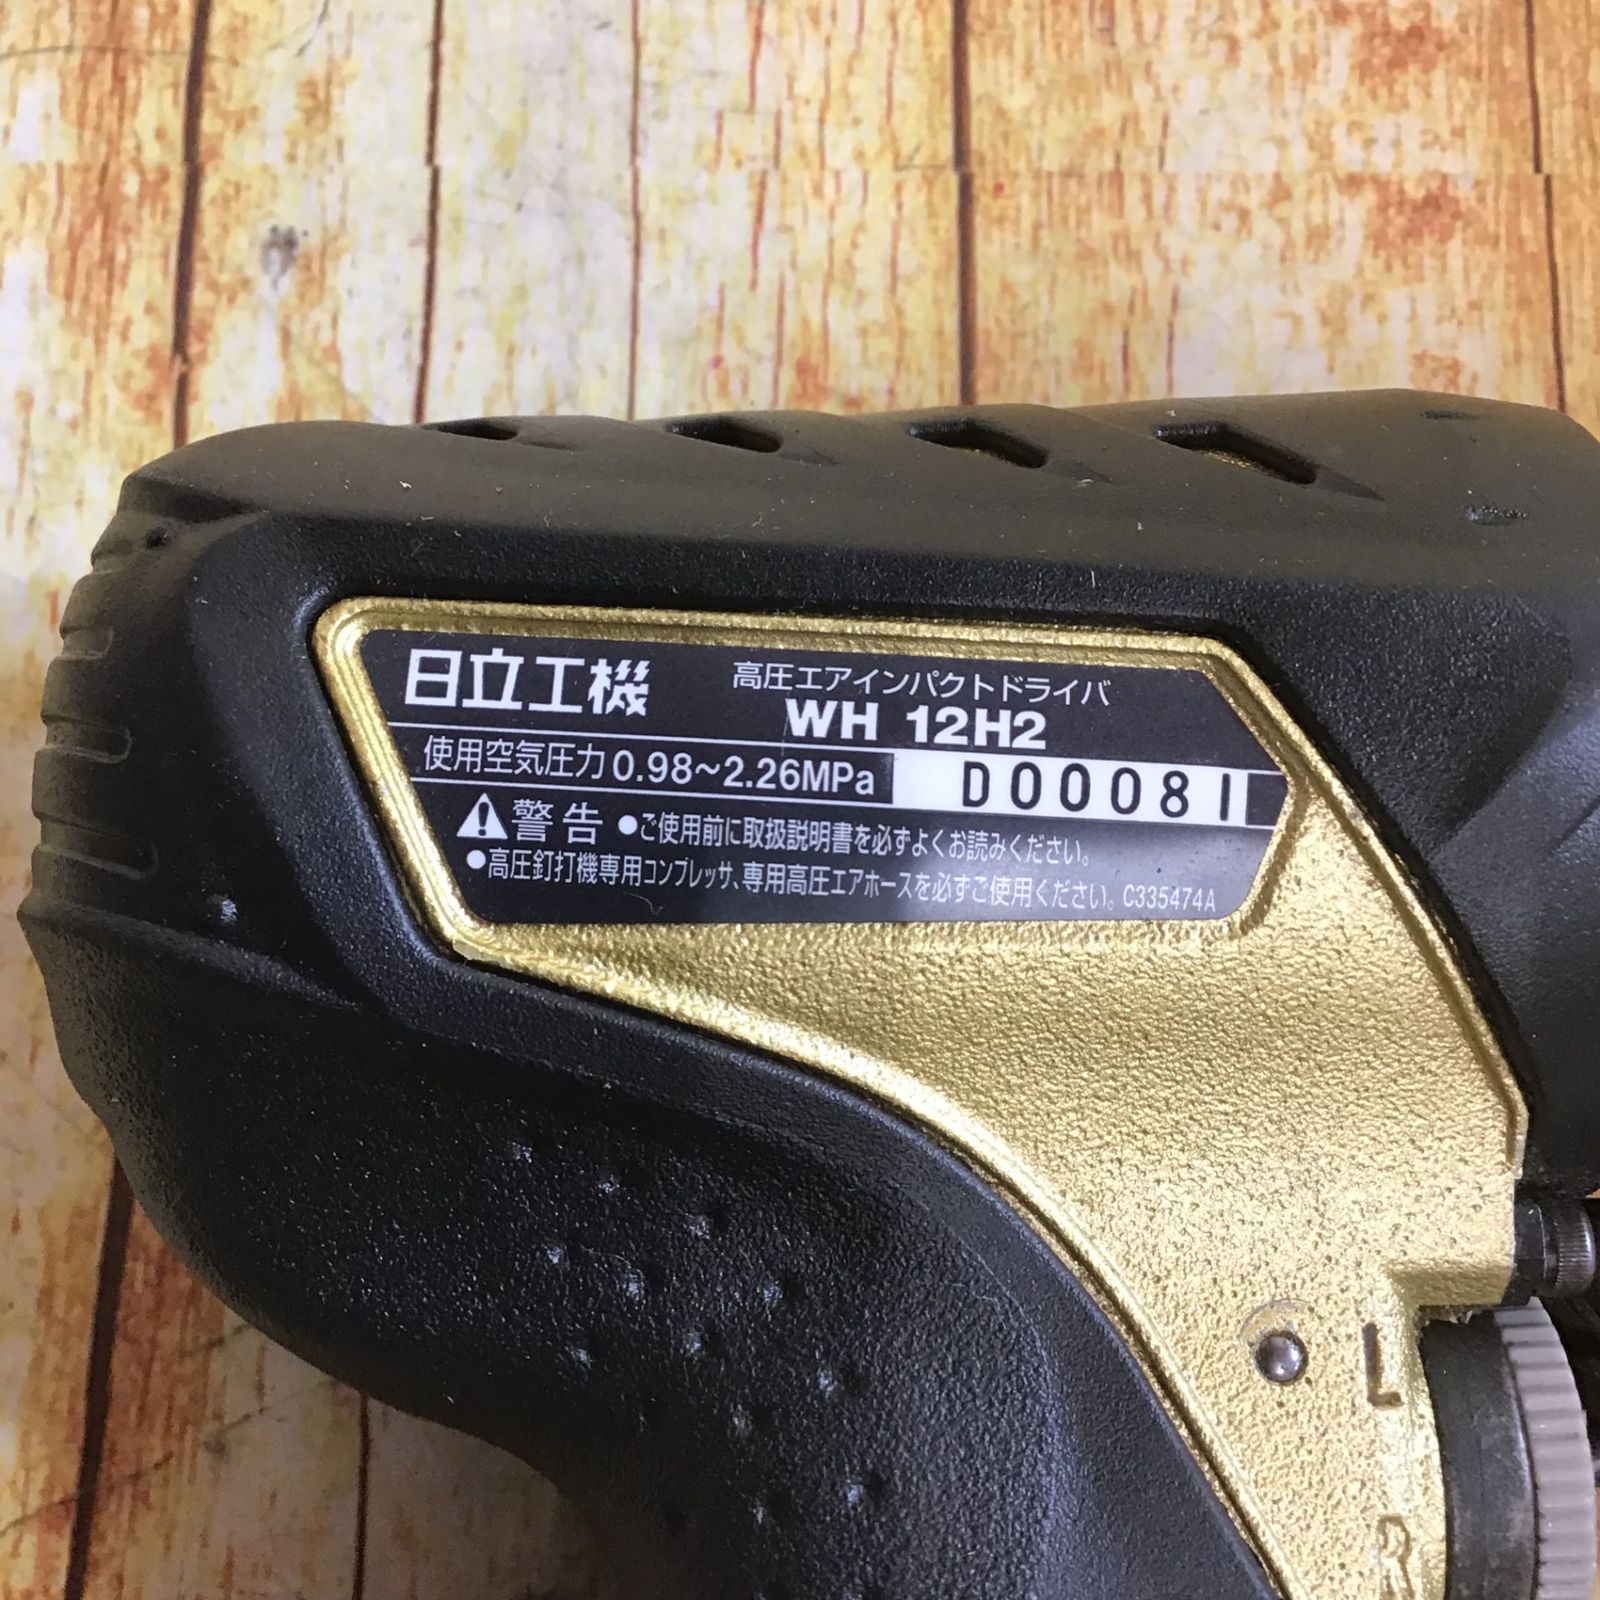 日立工機
高圧エアインパクトドライバ
WH 12H2
使用空気圧力0.98~2.26MPa
D000081
警告 ●ご使用前に取扱説明書を必ずよくお読みください。
●高圧釘打機専用コンプレッサ、専用高圧エアホースを必ずご使用ください。C335474A
L
R